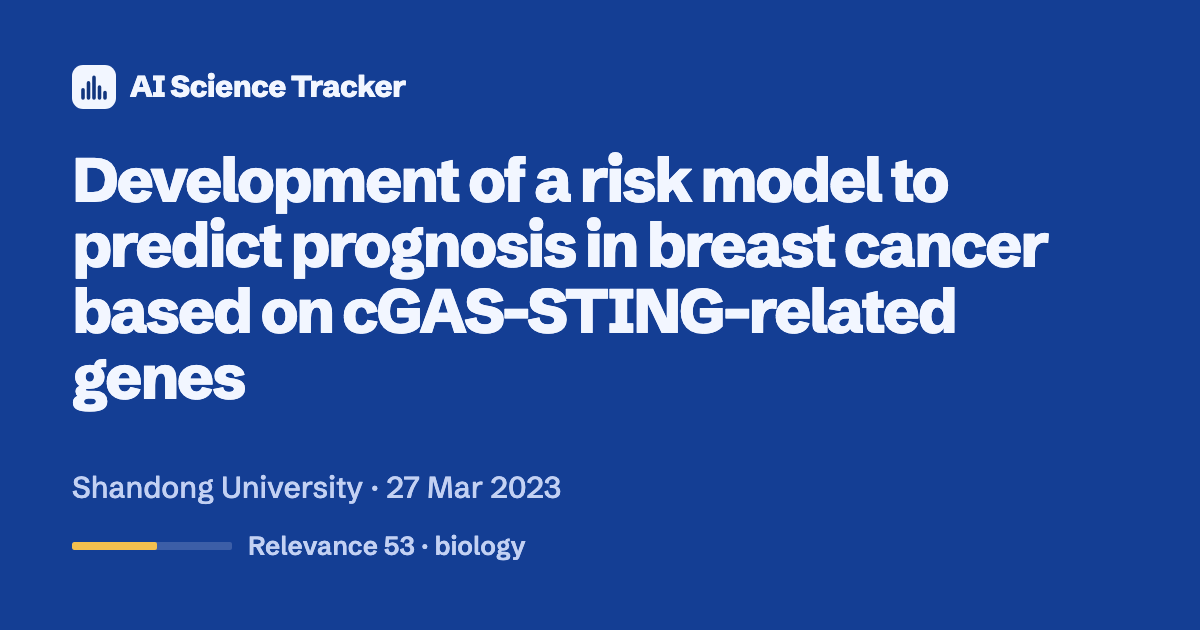 AI Science Tracker
Development of a risk model to
predict prognosis in breast cancer
based on cGAS-STING-related
genes
Shandong University · 27 Mar 2023
Relevance 53 · biology